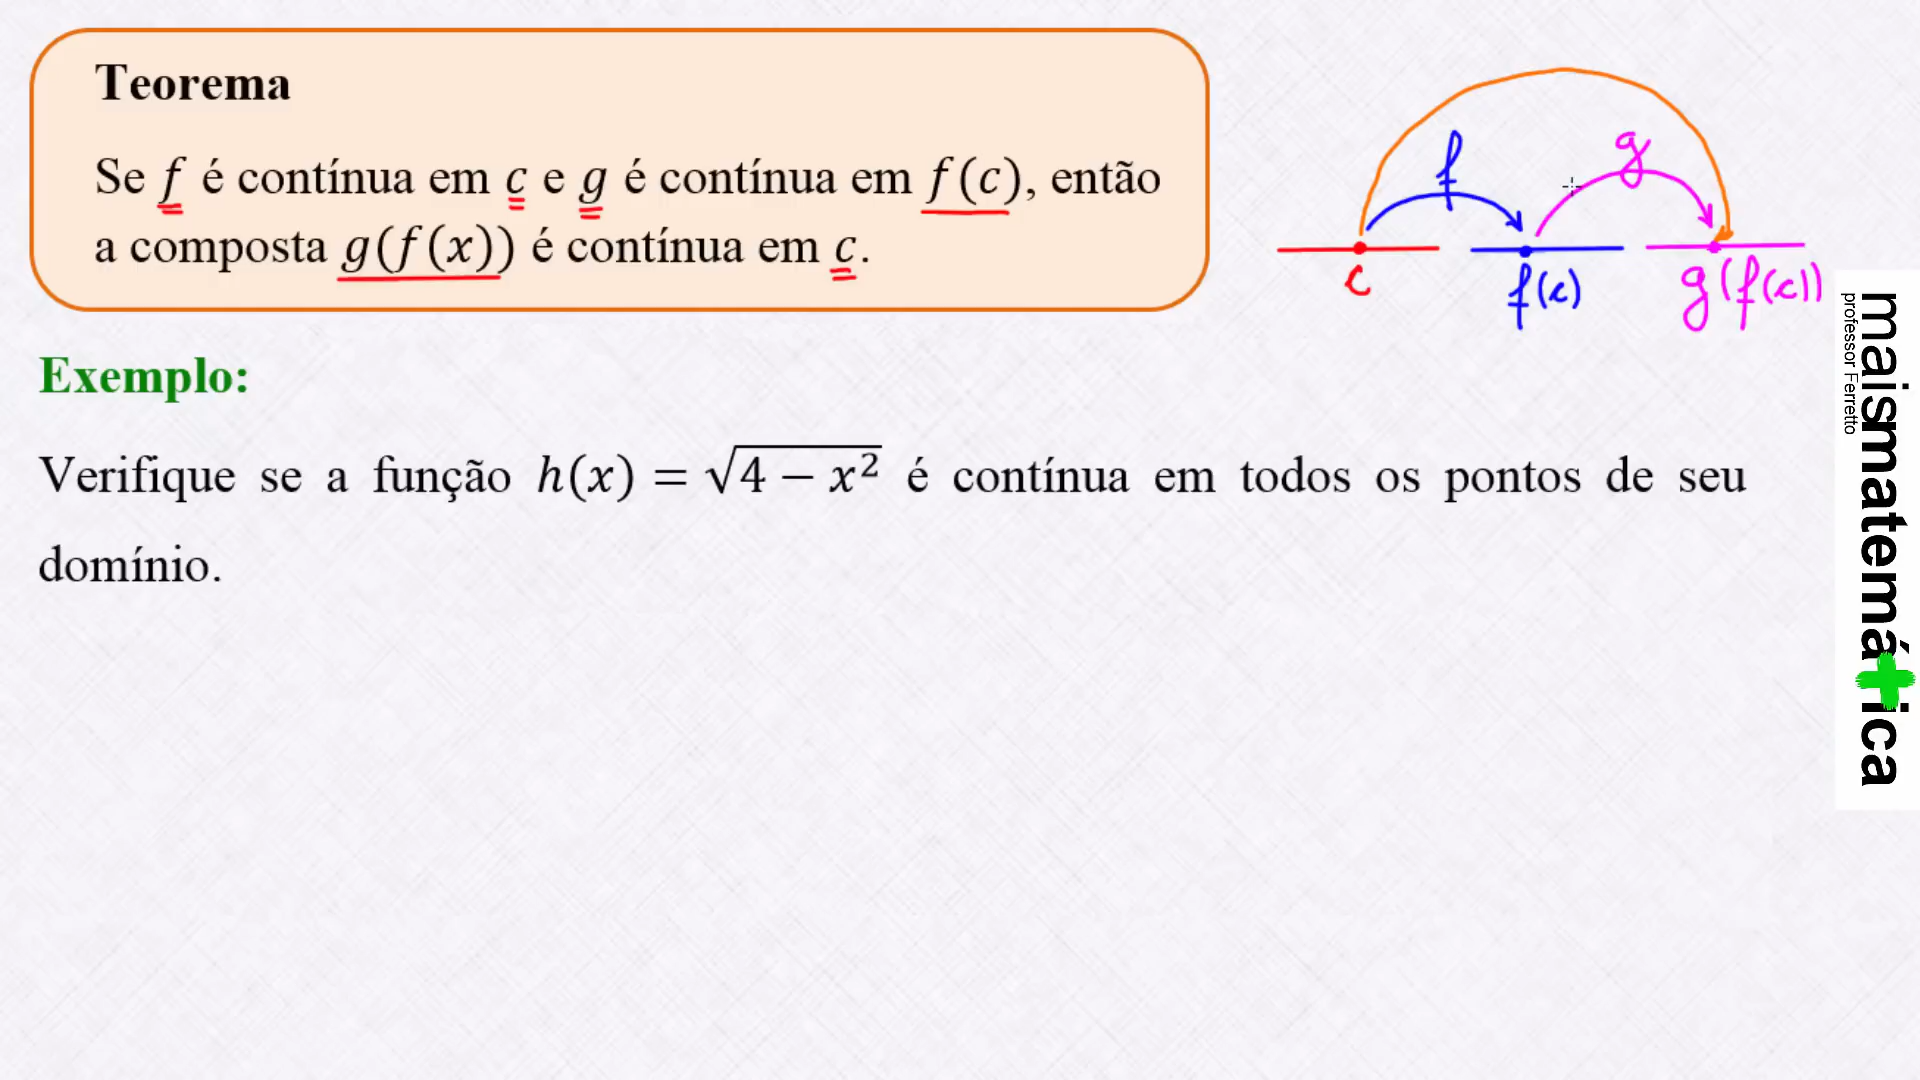 Teorema
Se f é contínua em c e g é contínua em f(c), então
a composta g(f(x)) é contínua em c.
f
g
c
f(c)
g(f(c))
Exemplo:
Verifique se a função h(x) = √(4 − x²) é contínua em todos os pontos de seu
domínio.
maismatemática
professor Ferretto